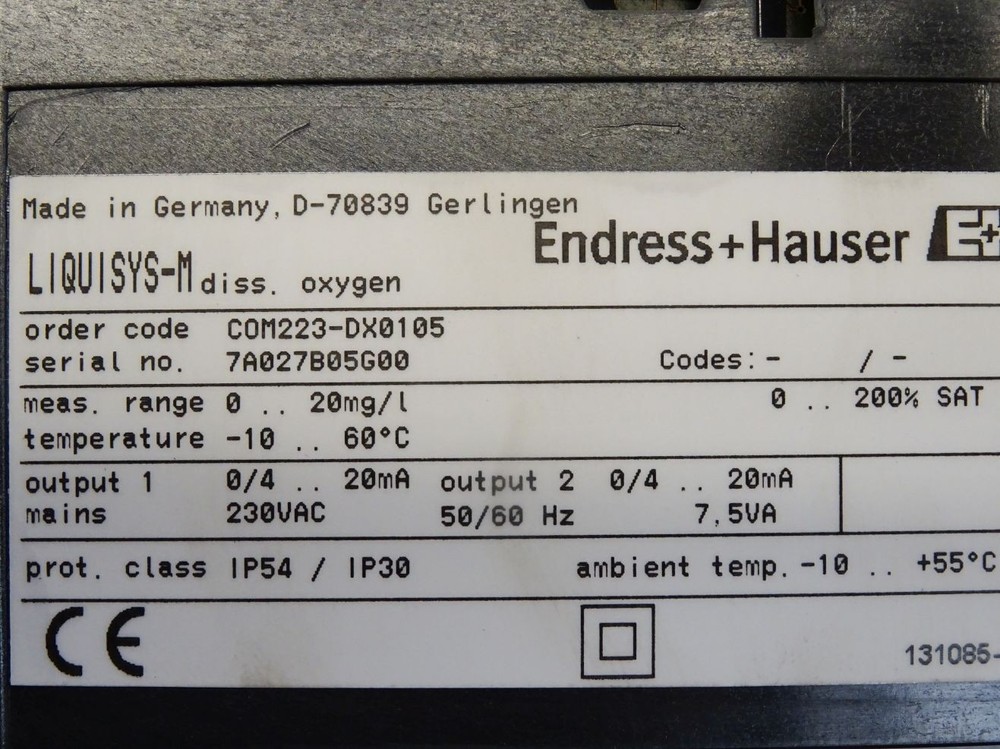 Made in Germany, D-70839 Gerlingen
Endress+Hauser E+
LIQUISYS-M diss. oxygen
order code COM223-DX0105
serial no. 7A027B05G00 Codes: - / -
meas. range 0 .. 20mg/l 0 .. 200% SAT
temperature -10 .. 60°C
output 1 0/4 .. 20mA output 2 0/4 .. 20mA
mains 230VAC 50/60 Hz 7,5VA
prot. class IP54 / IP30 ambient temp. -10 .. +55°C
CE
131085-